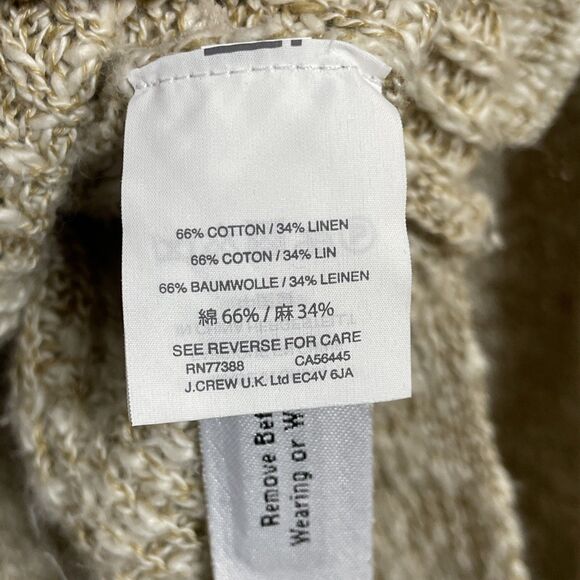 66% COTTON / 34% LINEN
66% COTON / 34% LIN
66% BAUMWOLLE / 34% LEINEN
綿 66% / 麻 34%
SEE REVERSE FOR CARE
RN77388 CA56445
J.CREW U.K. Ltd EC4V 6JA
Remove
Wearing or